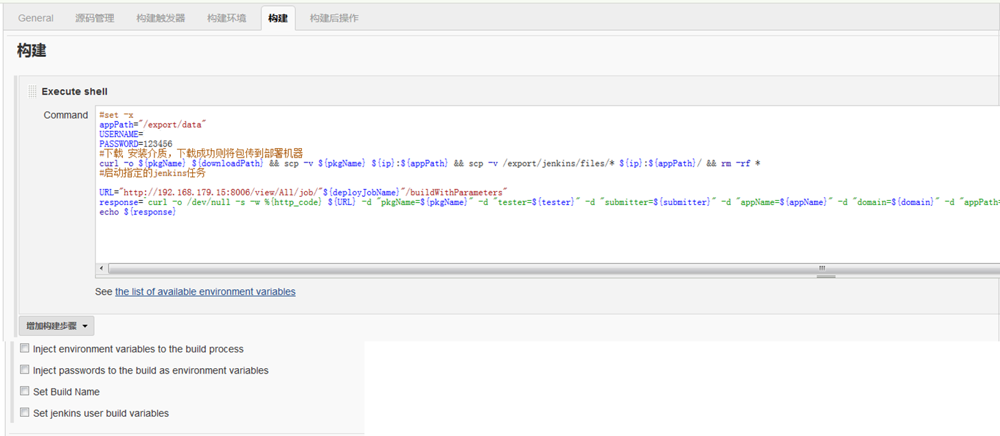 General 源码管理 构建触发器 构建环境 构建 构建后操作
构建
Execute shell
Command
#set -x
appPath="/export/data"
USERNAME=
PASSWORD=123456
#下载 安装介质，下载成功则将包传到部署机器
curl -o ${pkgName} ${downloadPath} && scp -v ${pkgName} ${ip}:${appPath} && scp -v /export/jenkins/files/* ${ip}:${appPath}/ && rm -rf *
#启动指定的jenkins任务
URL="http://192.168.179.15:8006/view/All/job/"${deployJobName}"/buildWithParameters"
response=`curl -o /dev/null -s -w %{http_code} ${URL} -d "pkgName=${pkgName}" -d "tester=${tester}" -d "submitter=${submitter}" -d "appName=${appName}" -d "domain=${domain}" -d "appPath=
echo ${response}
See the list of available environment variables
增加构建步骤
Inject environment variables to the build process
Inject passwords to the build as environment variables
Set Build Name
Set jenkins user build variables